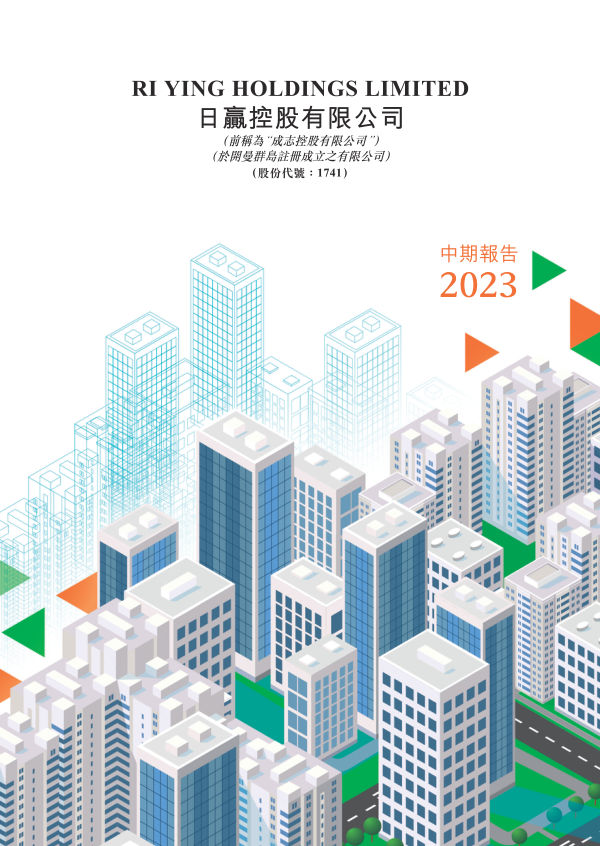 RI YING HOLDINGS LIMITED
日贏控股有限公司
（前稱為“成志控股有限公司”）
（於開曼群島註冊成立之有限公司）
（股份代號：1741）
中期報告
2023